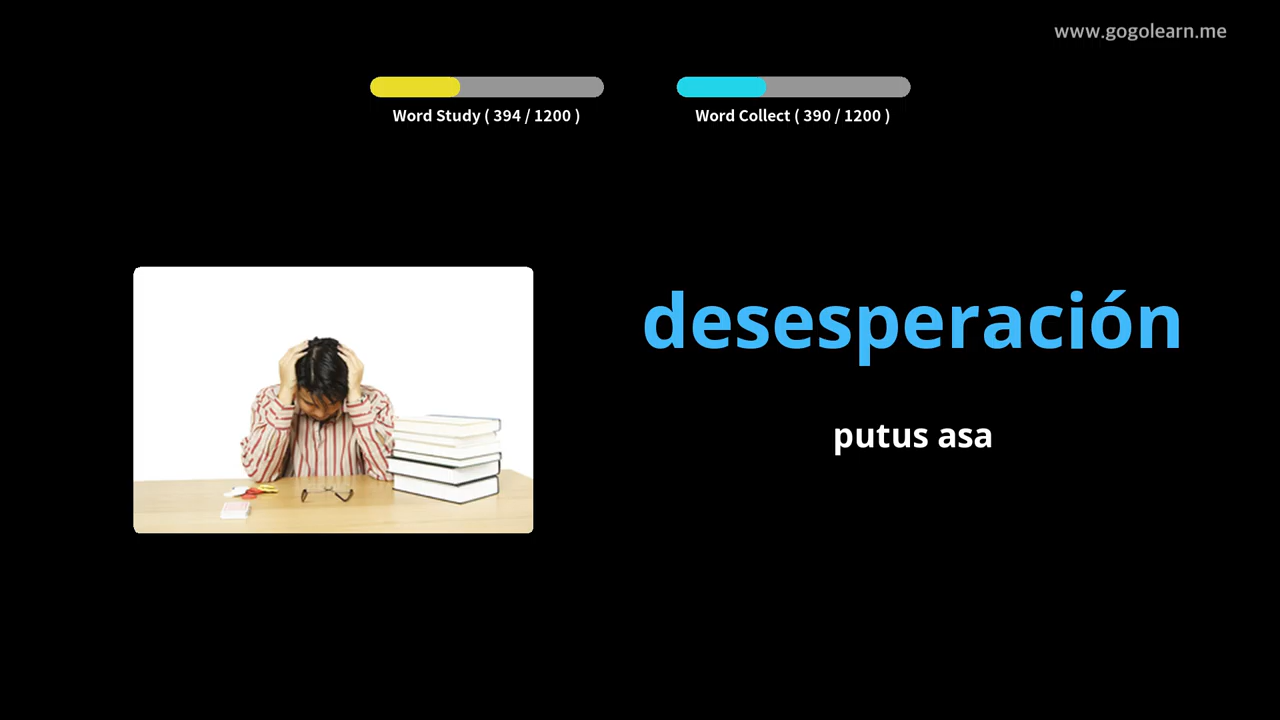 www.gogolearn.me
Word Study ( 394 / 1200 )
Word Collect ( 390 / 1200 )
desesperación
putus asa